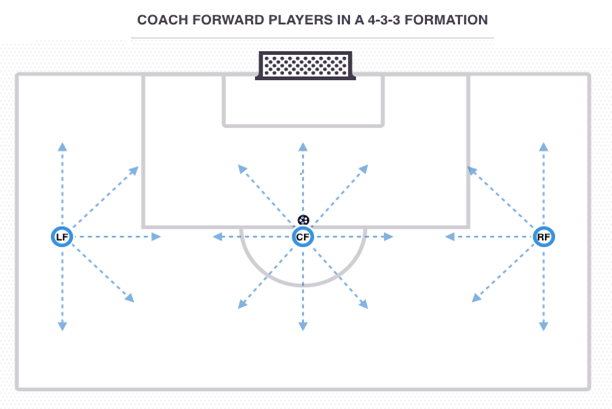 COACH FORWARD PLAYERS IN A 4-3-3 FORMATION
LF
CF
RF